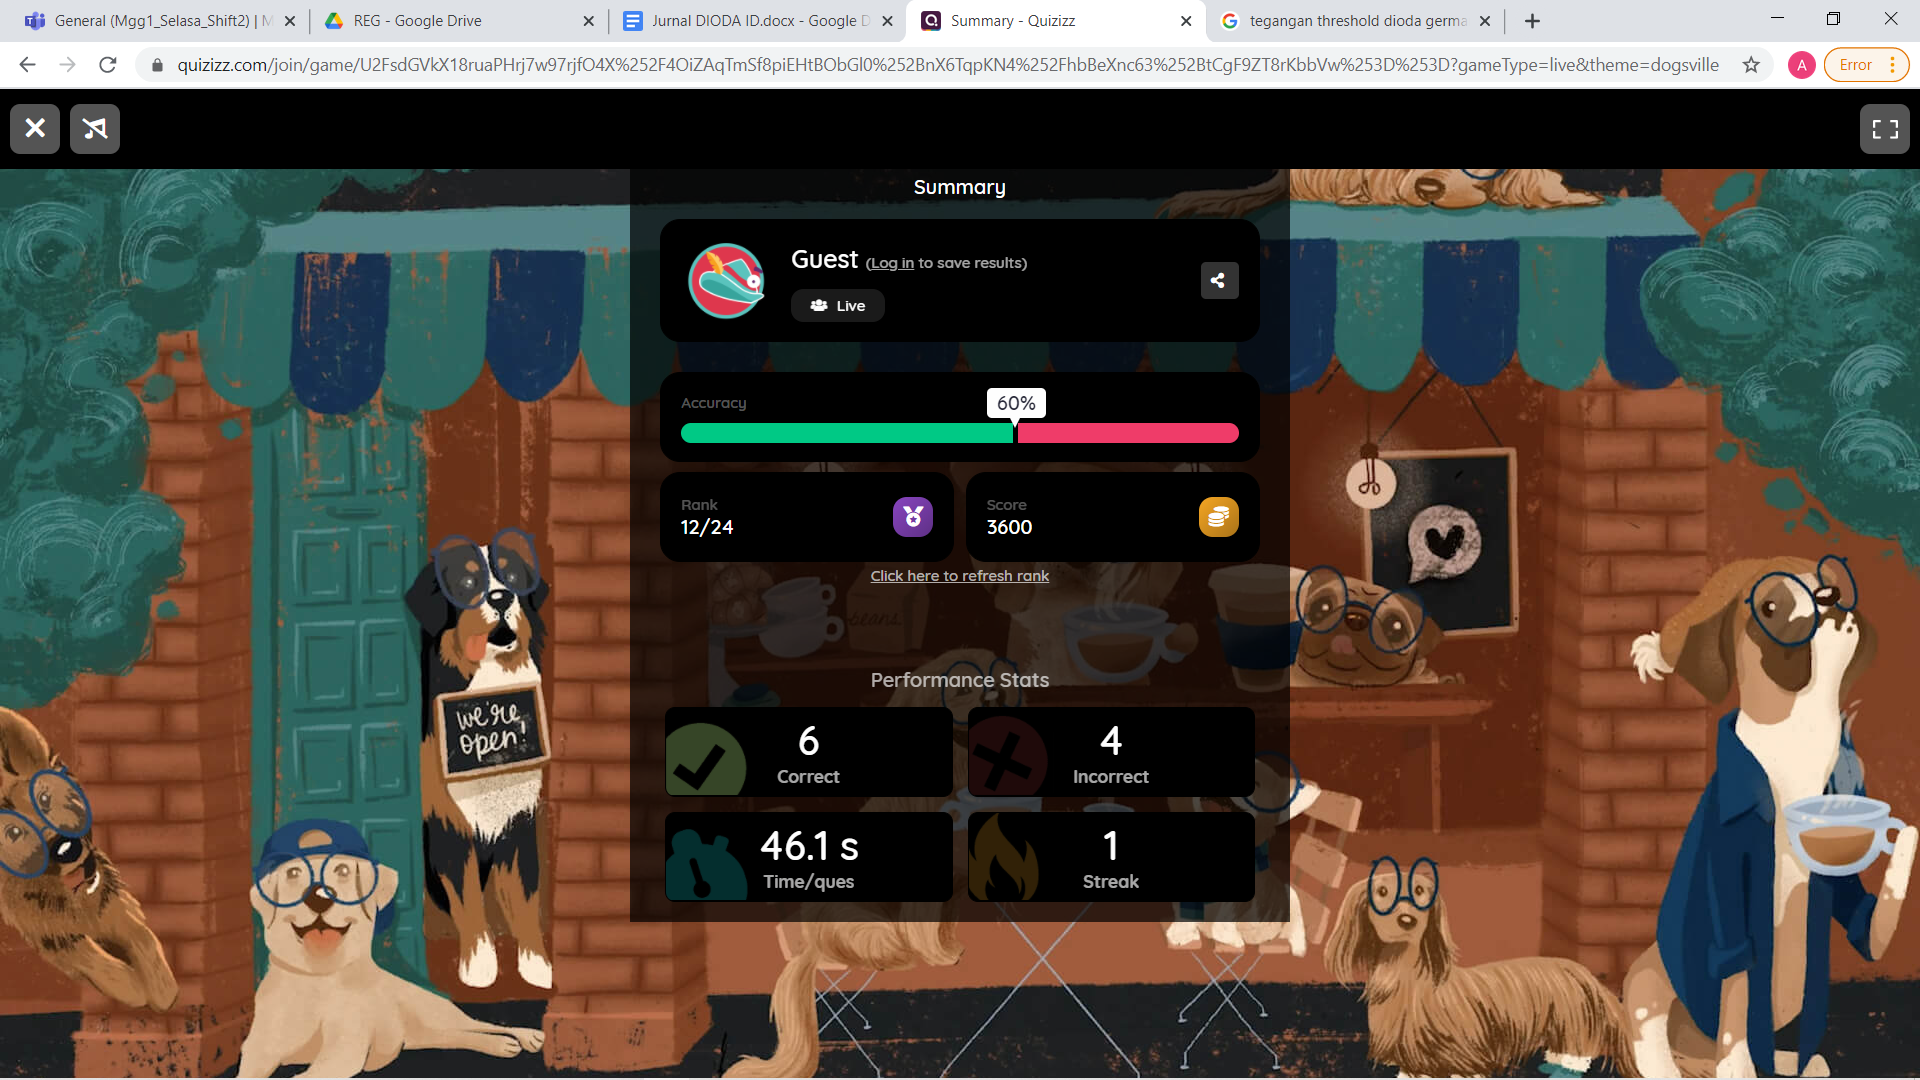 General (Mgg1_Selasa_Shift2) | M
REG - Google Drive
Jurnal DIODA ID.docx - Google D
Summary - Quizizz
tegangan threshold dioda germa
quizizz.com/join/game/U2FsdGVkX18ruaPHrj7w97rjfO4X%252F4OiZAqTmSf8piEHtBObGl0%252BnX6TqpKN4%252FhbBeXnc63%252BtCgF9ZT8rKbbVw%253D%253D?gameType=live&theme=dogsville
A
Error
Summary
Guest (Log in to save results)
Live
Accuracy
60%
Rank
12/24
Score
3600
Click here to refresh rank
beans
Performance Stats
we're
open!
6
Correct
4
Incorrect
46.1 s
Time/ques
1
Streak